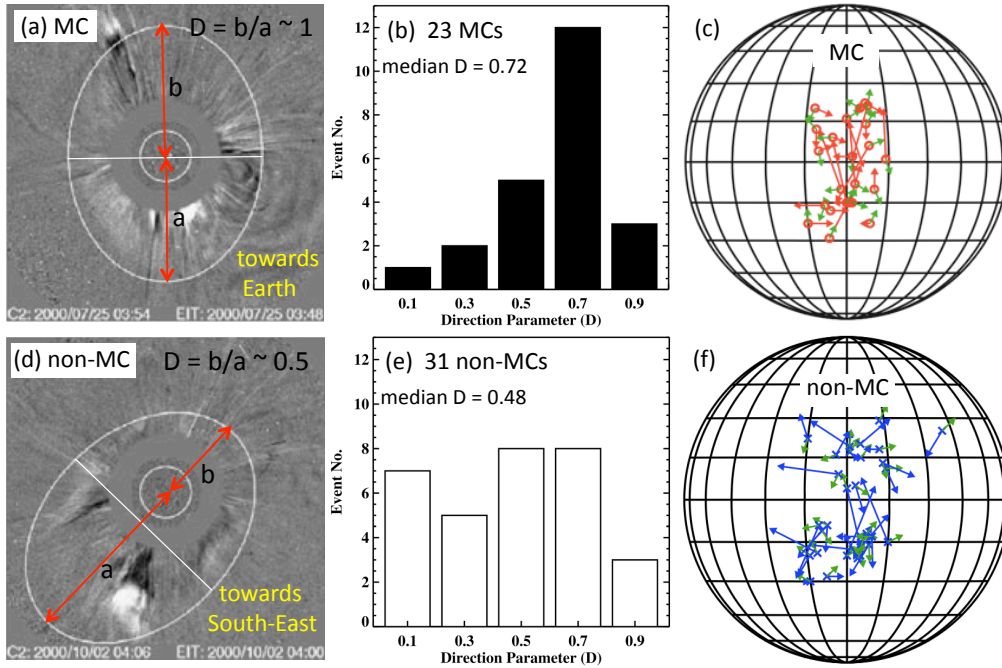 (a) MC
D = b/a ~ 1
b
a
towards
Earth
C2: 2000/07/25 03:54
EIT: 2000/07/25 03:48
(b) 23 MCs
median D = 0.72
Event No.
12
10
8
6
4
2
0
0.1 0.3 0.5 0.7 0.9
Direction Parameter (D)
(c)
MC
(d) non-MC
D = b/a ~ 0.5
b
a
towards
South-East
C2: 2000/10/02 04:06
EIT: 2000/10/02 04:00
(e) 31 non-MCs
median D = 0.48
Event No.
12
10
8
6
4
2
0
0.1 0.3 0.5 0.7 0.9
Direction Parameter (D)
(f)
non-MC